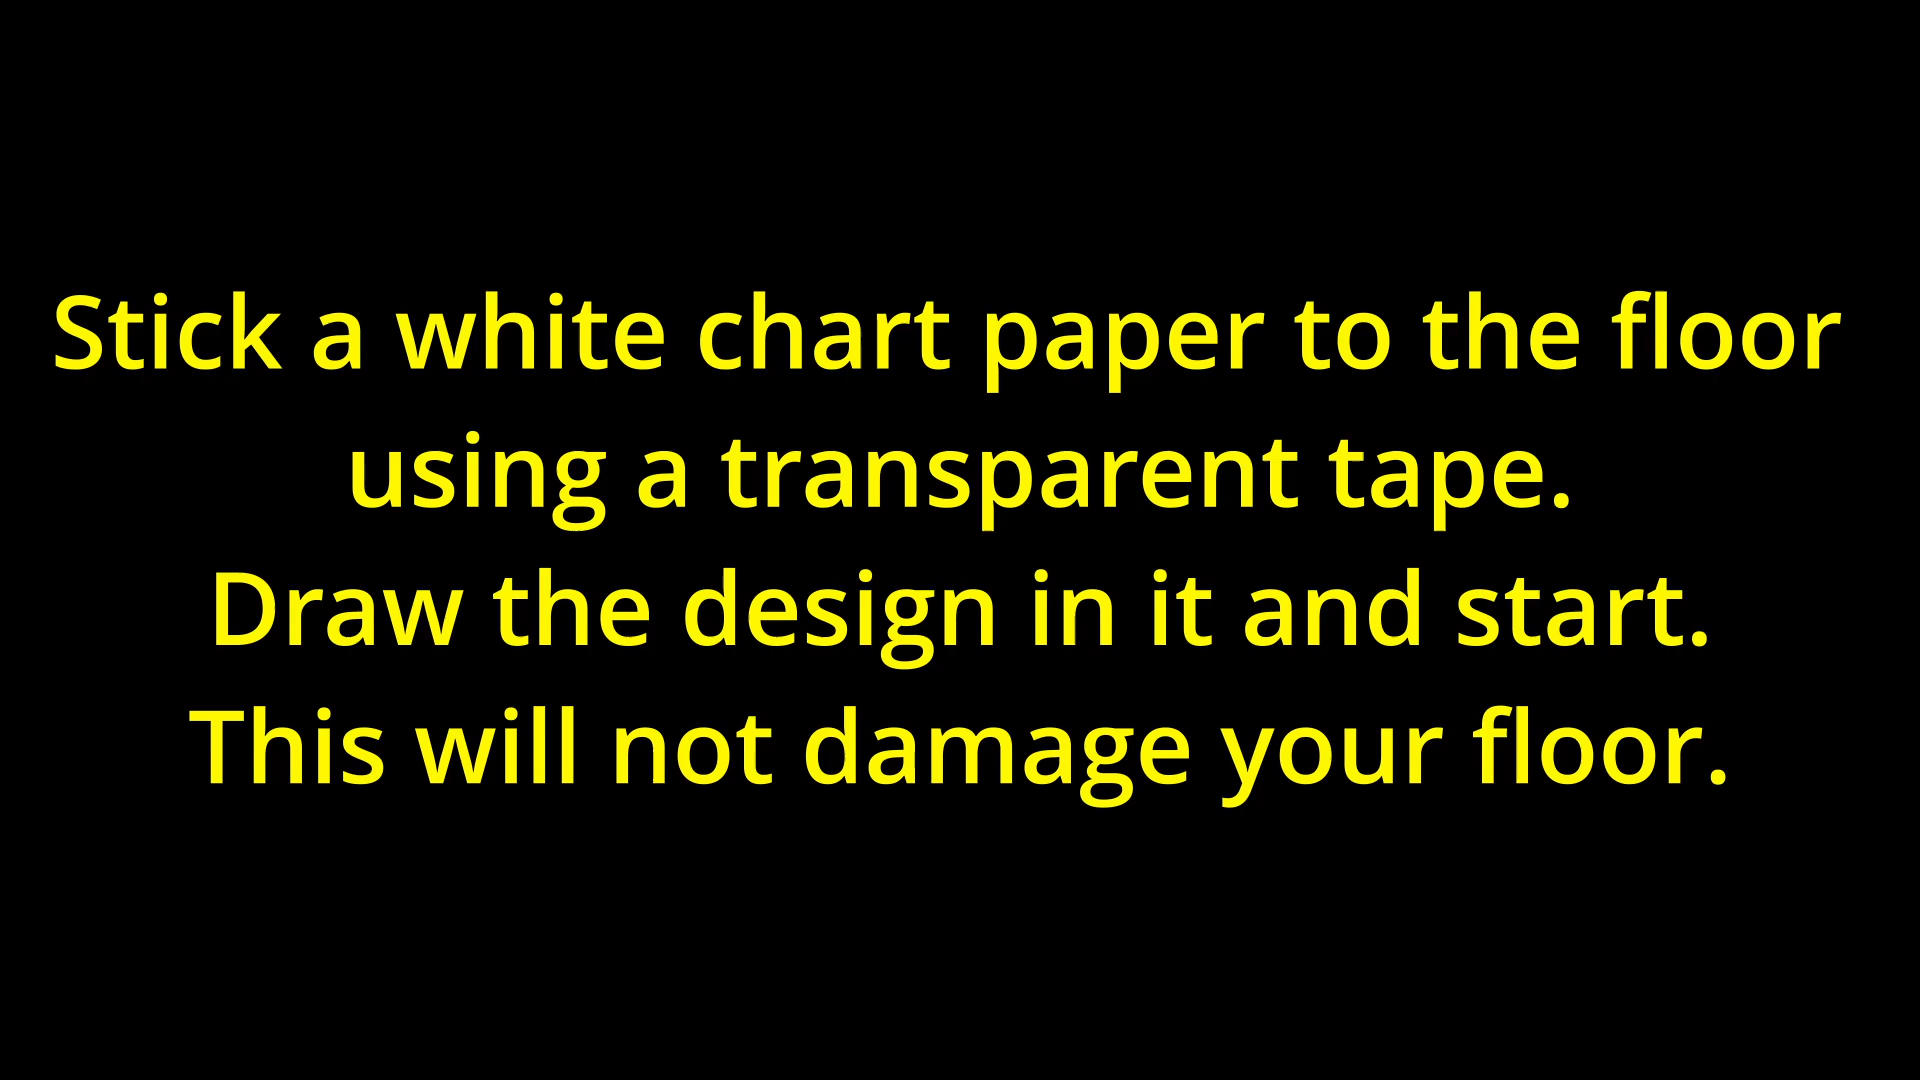 Stick a white chart paper to the floor
using a transparent tape.
Draw the design in it and start.
This will not damage your floor.